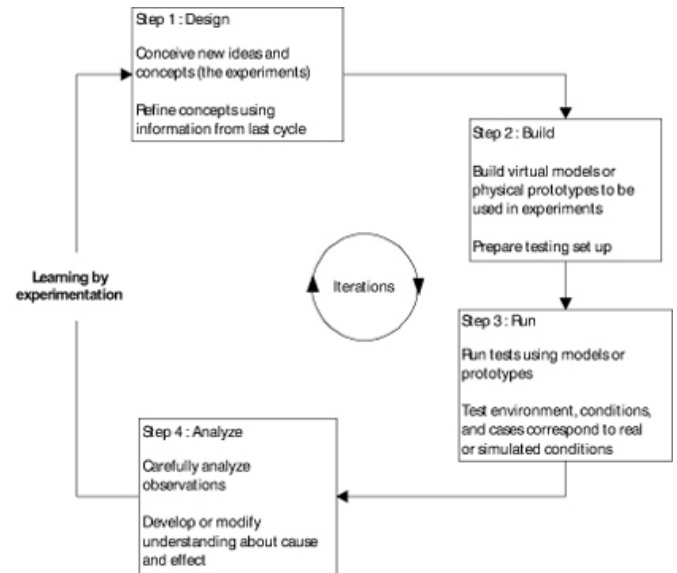 Step 1 : Design
Conceive new ideas and
concepts (the experiments)
Refine concepts using
information from last cycle
Step 2 : Build
Build virtual models or
physical prototypes to be
used in experiments
Prepare testing set up
Learning by
experimentation
Iterations
Step 3 : Run
Run tests using models or
prototypes
Test environment, conditions,
and cases correspond to real
or simulated conditions
Step 4 : Analyze
Carefully analyze
observations
Develop or modify
understanding about cause
and effect